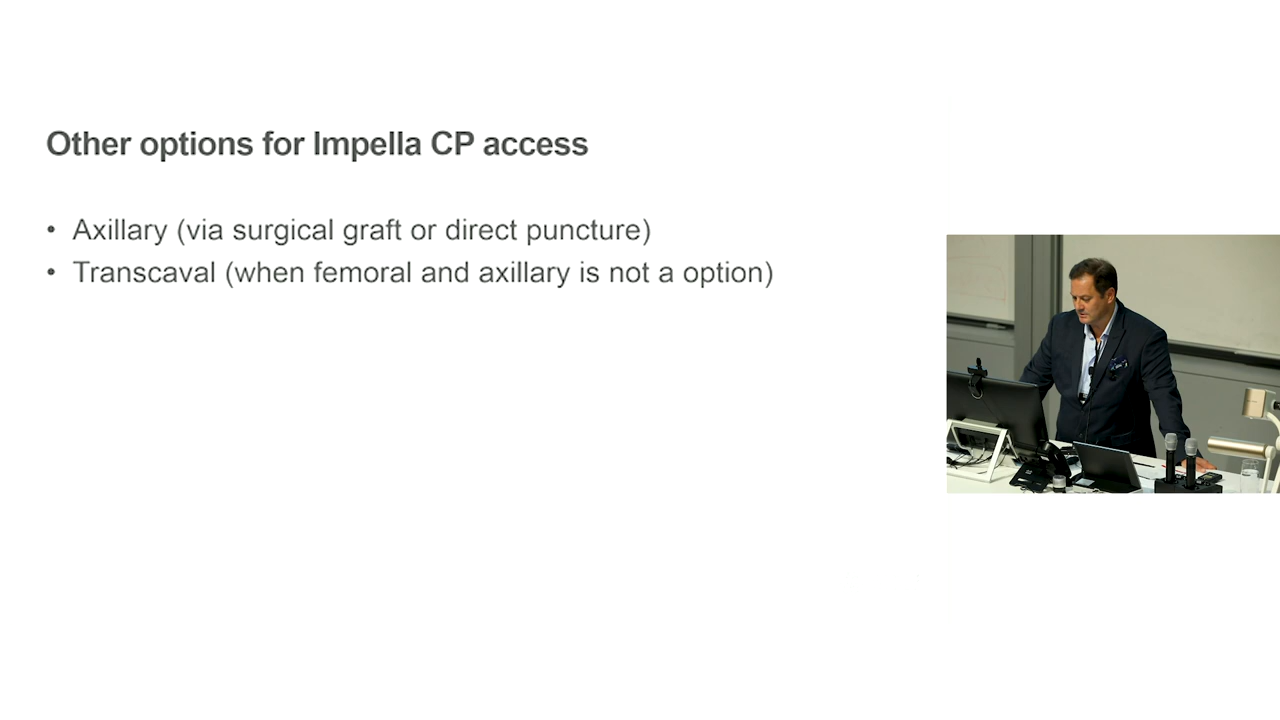 Other options for Impella CP access
• Axillary (via surgical graft or direct puncture)
• Transcaval (when femoral and axillary is not a option)